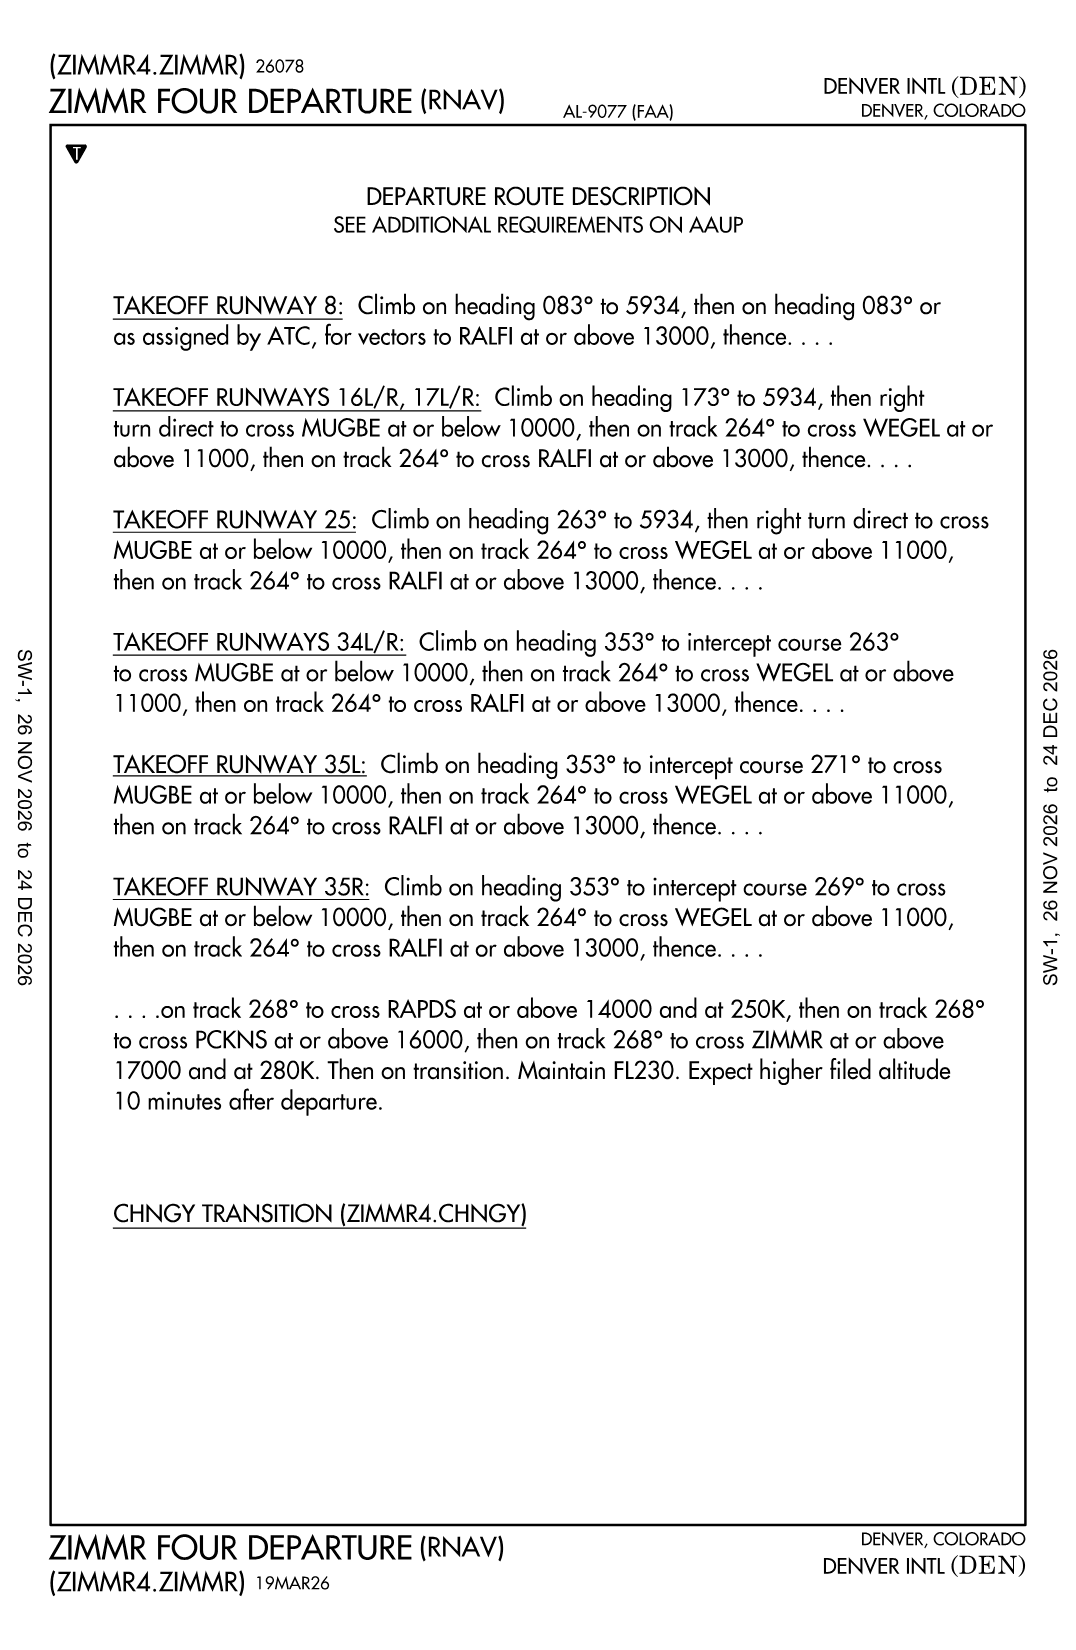 (ZIMMR4.ZIMMR) 26078
ZIMMR FOUR DEPARTURE (RNAV)
AL-9077 (FAA)
DENVER INTL (DEN)
DENVER, COLORADO
T
DEPARTURE ROUTE DESCRIPTION
SEE ADDITIONAL REQUIREMENTS ON AAUP
TAKEOFF RUNWAY 8: Climb on heading 083° to 5934, then on heading 083° or
as assigned by ATC, for vectors to RALFI at or above 13000, thence. . . .
TAKEOFF RUNWAYS 16L/R, 17L/R: Climb on heading 173° to 5934, then right
turn direct to cross MUGBE at or below 10000, then on track 264° to cross WEGEL at or
above 11000, then on track 264° to cross RALFI at or above 13000, thence. . . .
TAKEOFF RUNWAY 25: Climb on heading 263° to 5934, then right turn direct to cross
MUGBE at or below 10000, then on track 264° to cross WEGEL at or above 11000,
then on track 264° to cross RALFI at or above 13000, thence. . . .
TAKEOFF RUNWAYS 34L/R: Climb on heading 353° to intercept course 263°
to cross MUGBE at or below 10000, then on track 264° to cross WEGEL at or above
11000, then on track 264° to cross RALFI at or above 13000, thence. . . .
TAKEOFF RUNWAY 35L: Climb on heading 353° to intercept course 271° to cross
MUGBE at or below 10000, then on track 264° to cross WEGEL at or above 11000,
then on track 264° to cross RALFI at or above 13000, thence. . . .
TAKEOFF RUNWAY 35R: Climb on heading 353° to intercept course 269° to cross
MUGBE at or below 10000, then on track 264° to cross WEGEL at or above 11000,
then on track 264° to cross RALFI at or above 13000, thence. . . .
. . . .on track 268° to cross RAPDS at or above 14000 and at 250K, then on track 268°
to cross PCKNS at or above 16000, then on track 268° to cross ZIMMR at or above
17000 and at 280K. Then on transition. Maintain FL230. Expect higher filed altitude
10 minutes after departure.
CHNGY TRANSITION (ZIMMR4.CHNGY)
SW-1, 26 NOV 2026 to 24 DEC 2026
SW-1, 26 NOV 2026 to 24 DEC 2026
ZIMMR FOUR DEPARTURE (RNAV)
(ZIMMR4.ZIMMR) 19MAR26
DENVER, COLORADO
DENVER INTL (DEN)